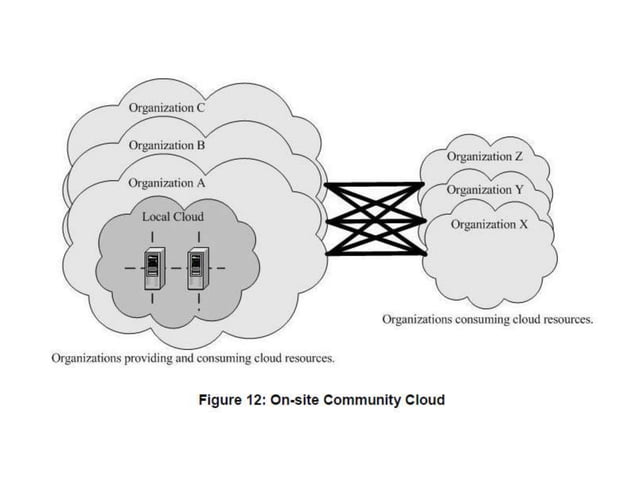 Organization C
Organization B
Organization A
Local Cloud
Organization Z
Organization Y
Organization X
Organizations consuming cloud resources.
Organizations providing and consuming cloud resources.
Figure 12: On-site Community Cloud